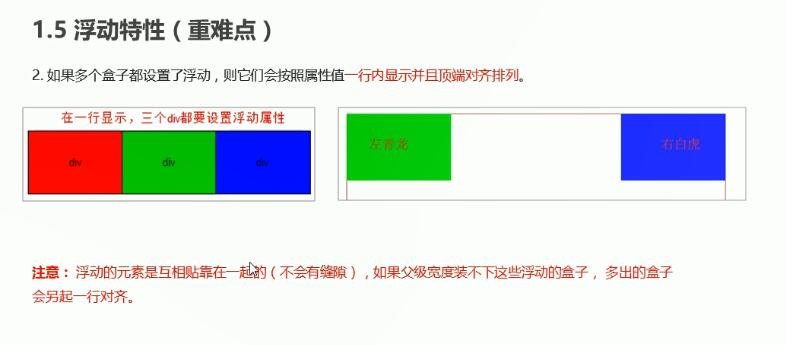 1.5 浮动特性（重难点）
2. 如果多个盒子都设置了浮动，则它们会按照属性值一行内显示并且顶端对齐排列。
在一行显示，三个div都要设置浮动属性
div div div
左青龙 右白虎
注意： 浮动的元素是互相贴靠在一起的（不会有缝隙），如果父级宽度装不下这些浮动的盒子， 多出的盒子
会另起一行对齐。